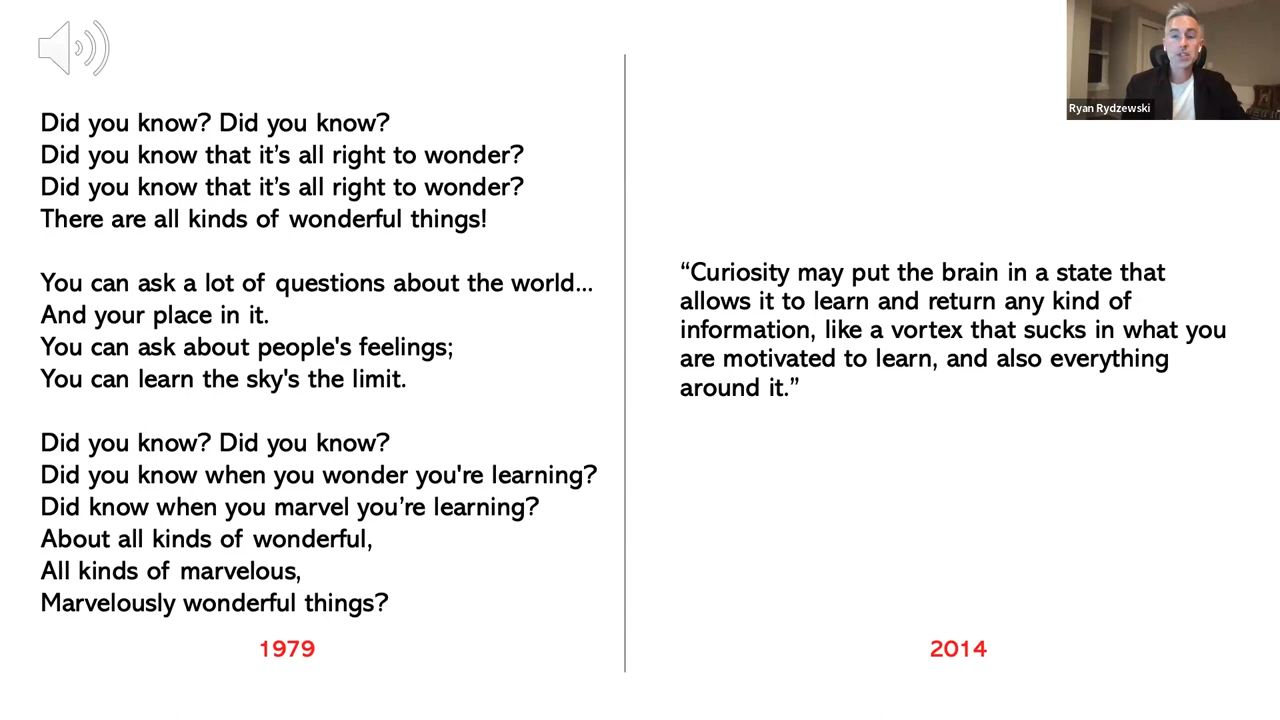 Did you know? Did you know?
Did you know that it’s all right to wonder?
Did you know that it’s all right to wonder?
There are all kinds of wonderful things!
You can ask a lot of questions about the world...
And your place in it.
You can ask about people's feelings;
You can learn the sky's the limit.
Did you know? Did you know?
Did you know when you wonder you're learning?
Did know when you marvel you’re learning?
About all kinds of wonderful,
All kinds of marvelous,
Marvelously wonderful things?
1979
“Curiosity may put the brain in a state that
allows it to learn and return any kind of
information, like a vortex that sucks in what you
are motivated to learn, and also everything
around it.”
2014
Ryan Rydzewski